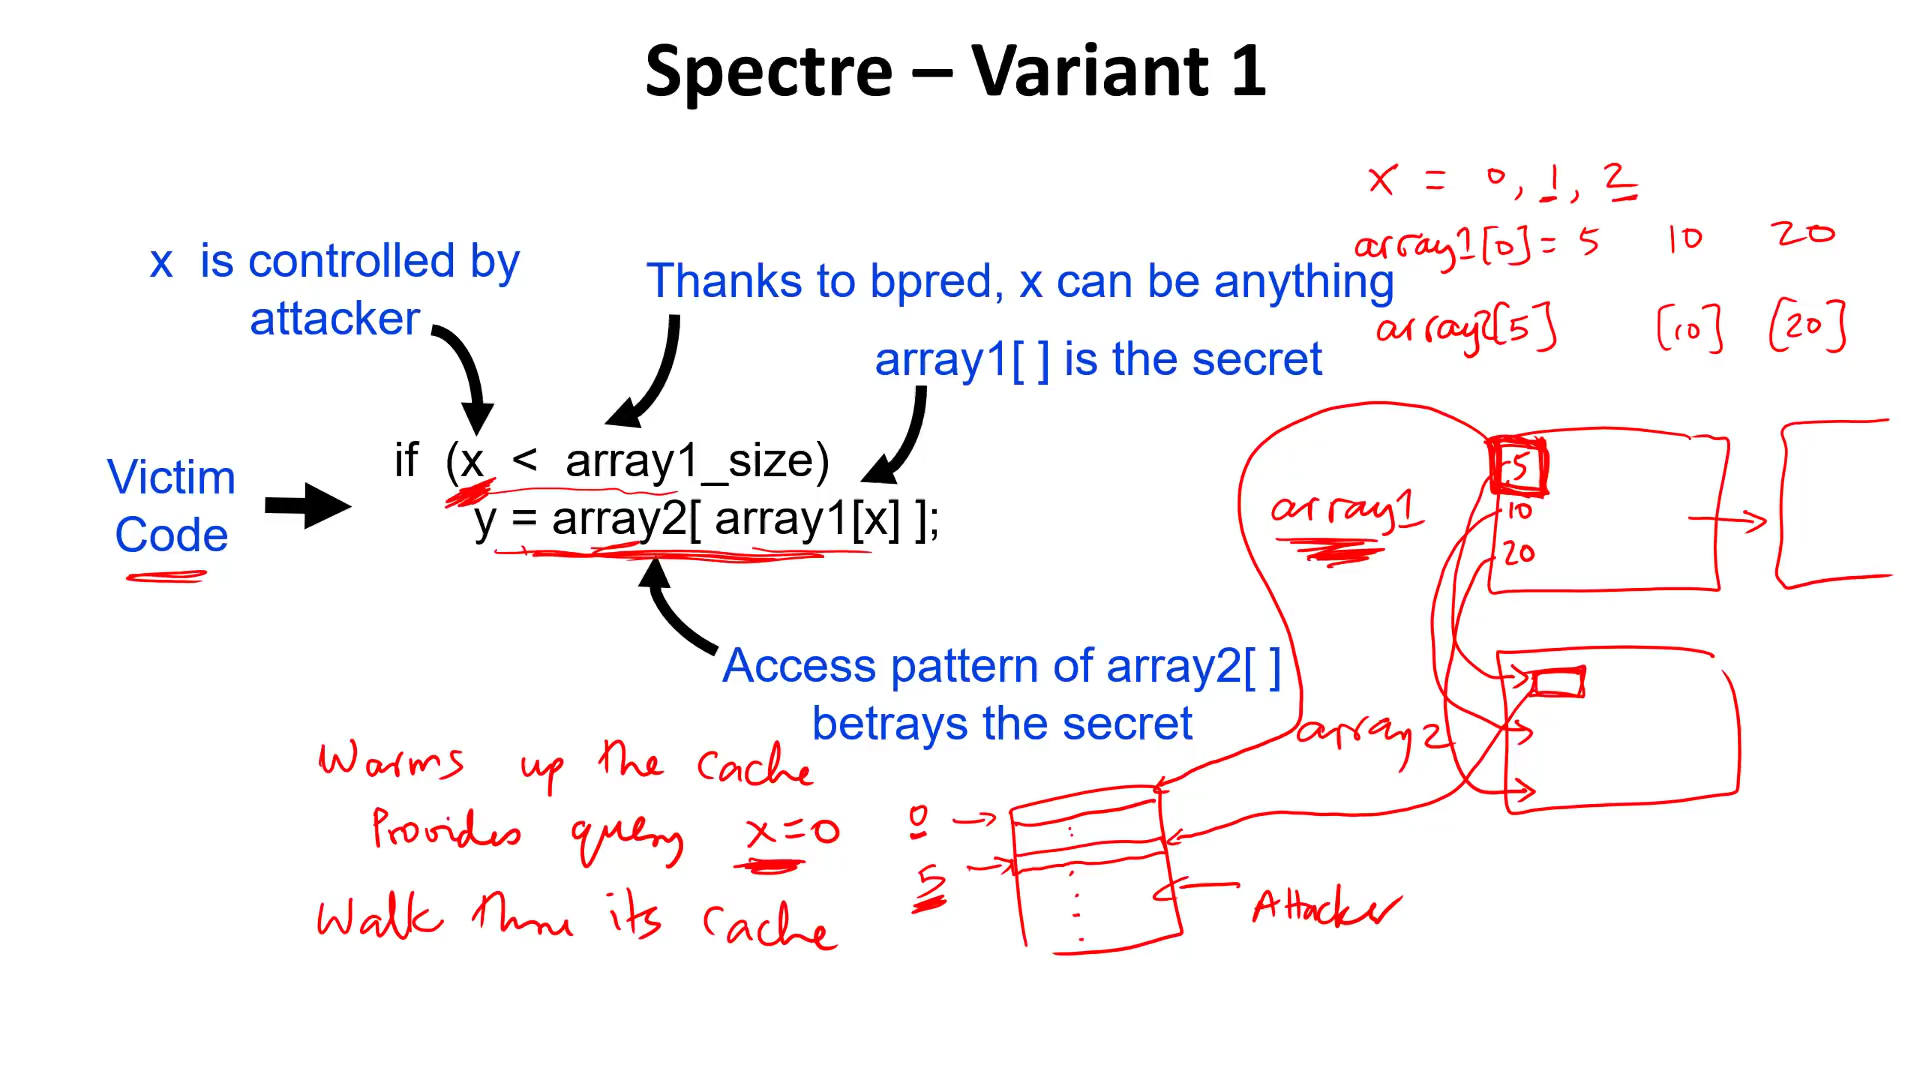 Spectre – Variant 1
x = 0, 1, 2
array1[0] = 5 10 20
array2[5] [10] [20]
x is controlled by
attacker
Thanks to bpred, x can be anything
array1[ ] is the secret
Victim
Code
if (x < array1_size)
y = array2[ array1[x] ];
array1
5
10
20
Access pattern of array2[ ]
betrays the secret
array2
Warms up the cache
Provides query x=0
Walk thru its cache
0
5
Attacker